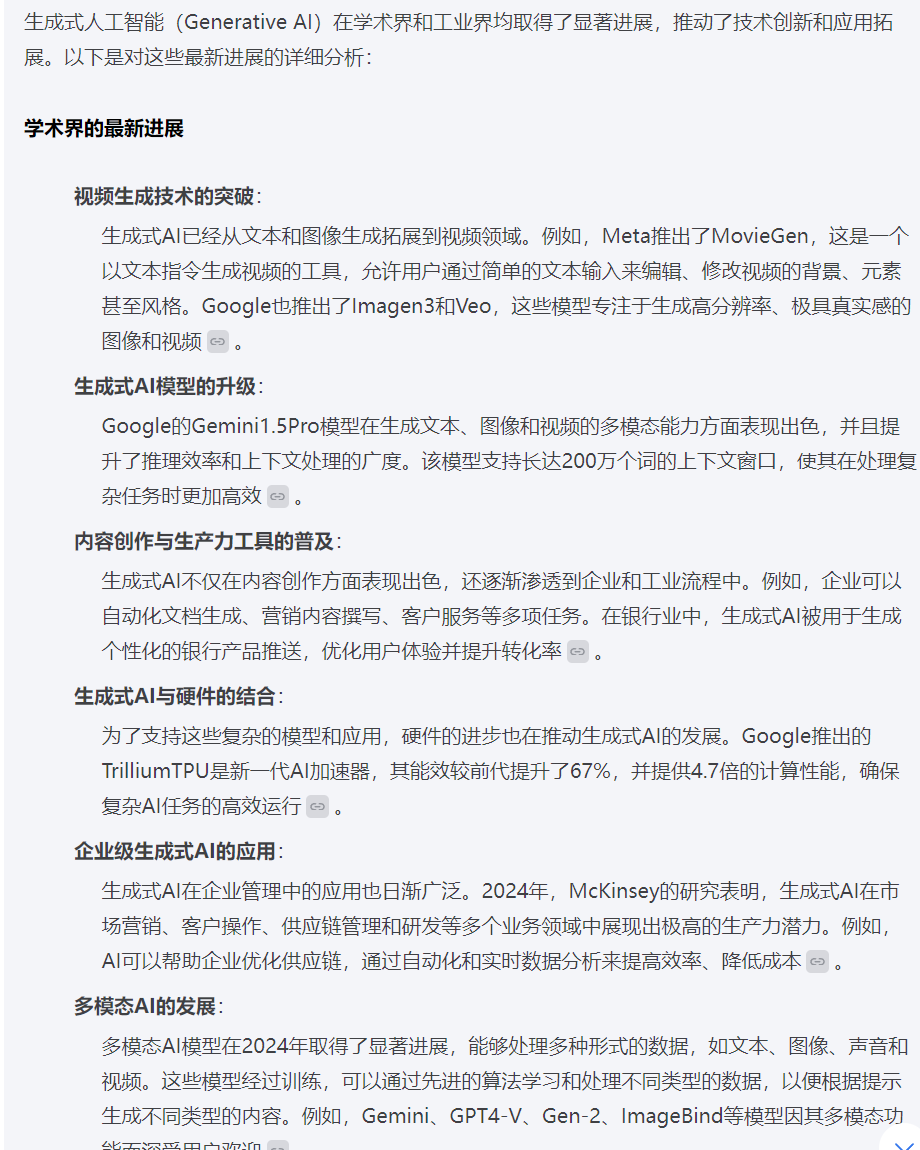 生成式人工智能（Generative AI）在学术界和工业界均取得了显著进展，推动了技术创新和应用拓
展。以下是对这些最新进展的详细分析：
学术界的最新进展
视频生成技术的突破：
生成式AI已经从文本和图像生成拓展到视频领域。例如，Meta推出了MovieGen，这是一个
以文本指令生成视频的工具，允许用户通过简单的文本输入来编辑、修改视频的背景、元素
甚至风格。Google也推出了Imagen3和Veo，这些模型专注于生成高分辨率、极具真实感的
图像和视频 。
生成式AI模型的升级：
Google的Gemini1.5Pro模型在生成文本、图像和视频的多模态能力方面表现出色，并且提
升了推理效率和上下文处理的广度。该模型支持长达200万个词的上下文窗口，使其在处理复
杂任务时更加高效 。
内容创作与生产力工具的普及：
生成式AI不仅在内容创作方面表现出色，还逐渐渗透到企业和工业流程中。例如，企业可以
自动化文档生成、营销内容撰写、客户服务等多项任务。在银行业中，生成式AI被用于生成
个性化的银行产品推送，优化用户体验并提升转化率 。
生成式AI与硬件的结合：
为了支持这些复杂的模型和应用，硬件的进步也在推动生成式AI的发展。Google推出的
TrilliumTPU是新一代AI加速器，其能效较前代提升了67%，并提供4.7倍的计算性能，确保
复杂AI任务的高效运行 。
企业级生成式AI的应用：
生成式AI在企业管理中的应用也日渐广泛。2024年，McKinsey的研究表明，生成式AI在市
场营销、客户操作、供应链管理和研发等多个业务领域中展现出极高的生产力潜力。例如，
AI可以帮助企业优化供应链，通过自动化和实时数据分析来提高效率、降低成本 。
多模态AI的发展：
多模态AI模型在2024年取得了显著进展，能够处理多种形式的数据，如文本、图像、声音和
视频。这些模型经过训练，可以通过先进的算法学习和处理不同类型的数据，以便根据提示
生成不同类型的内容。例如，Gemini、GPT4-V、Gen-2、ImageBind等模型因其多模态功
能而深受用户欢迎